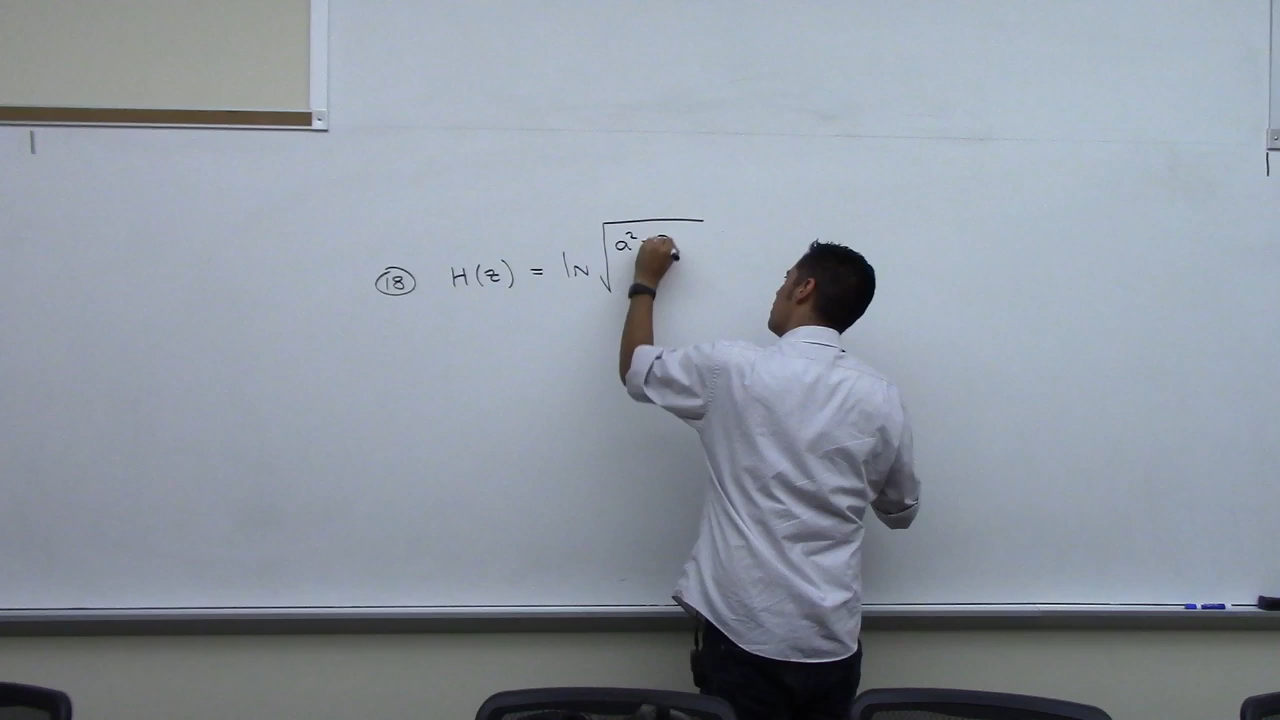 (18) H(z) = ln √a² -